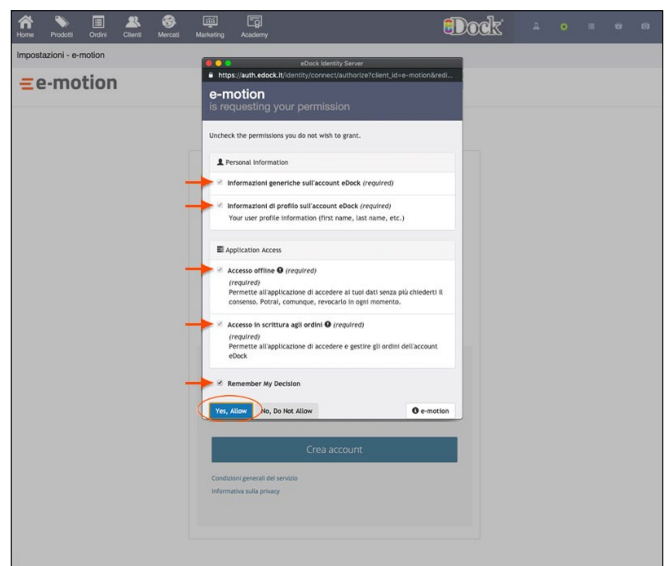 Home Prodotti Ordini Clienti Mercati Marketing Academy
eDock
Impostazioni - e-motion
e-motion
eDock Identity Server
https://auth.edock.it/identity/connect/authorize?client_id=e-motion&redi...
e-motion
is requesting your permission
Uncheck the permissions you do not wish to grant.
Personal Information
Informazioni generiche sull'account eDock (required)
Informazioni di profilo sull'account eDock (required)
Your user profile information (first name, last name, etc.)
Application Access
Accesso offline (required)
(required)
Permette all'applicazione di accedere ai tuoi dati senza più chiederti il
consenso. Potrai, comunque, revocarlo in ogni momento.
Accesso in scrittura agli ordini (required)
(required)
Permette all'applicazione di accedere e gestire gli ordini dell'account
eDock
Remember My Decision
Yes, Allow No, Do Not Allow e-motion
Crea account
Condizioni generali del servizio
Informativa sulla privacy